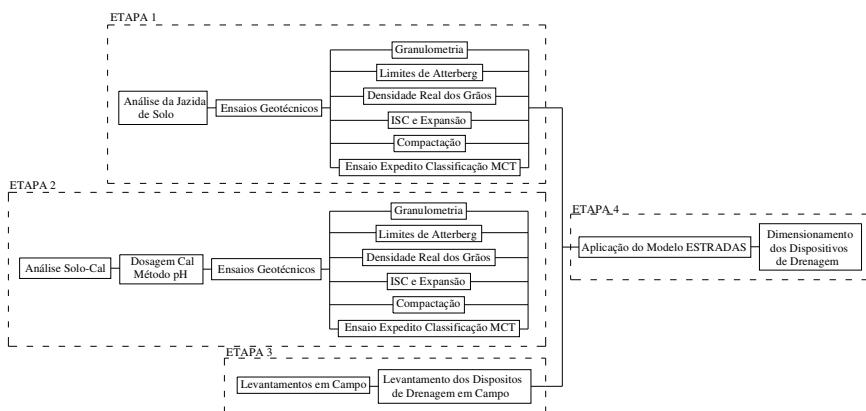 ETAPA 1
Análise da Jazida
de Solo
Ensaios Geotécnicos
Granulometria
Limites de Atterberg
Densidade Real dos Grãos
ISC e Expansão
Compactação
Ensaio Expedito Classificação MCT
ETAPA 2
Análise Solo-Cal
Dosagem Cal
Método pH
Ensaios Geotécnicos
Granulometria
Limites de Atterberg
Densidade Real dos Grãos
ISC e Expansão
Compactação
Ensaio Expedito Classificação MCT
ETAPA 3
Levantamentos em Campo
Levantamento dos Dispositos
de Drenagem em Campo
ETAPA 4
Aplicação do Modelo ESTRADAS
Dimensionamento
dos Dispositivos
de Drenagem